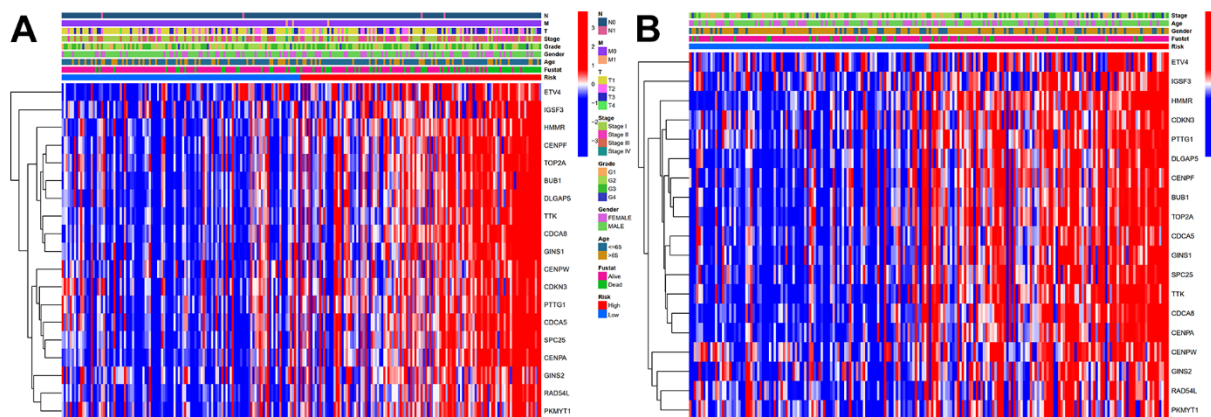 A
N
M
T
Stage
Grade
Gender
Age
Fustat
Risk
ETV4
IGSF3
HMMR
CENPF
TOP2A
BUB1
DLGAP5
TTK
CDCA8
GINS1
CENPW
CDKN3
PTTG1
CDCA5
SPC25
CENPA
GINS2
RAD54L
PKMYT1
3
2
1
0
−1
−2
−3
N
N0
N1
M
M0
M1
T
T1
T2
T3
T4
Stage
Stage I
Stage II
Stage III
Stage IV
Grade
G1
G2
G3
G4
Gender
FEMALE
MALE
Age
<=65
>65
Fustat
Alive
Dead
Risk
High
Low
B
Stage
Age
Gender
Fustat
Risk
ETV4
IGSF3
HMMR
CDKN3
PTTG1
DLGAP5
CENPF
BUB1
TOP2A
CDCA5
GINS1
SPC25
TTK
CDCA8
CENPA
CENPW
GINS2
RAD54L
PKMYT1